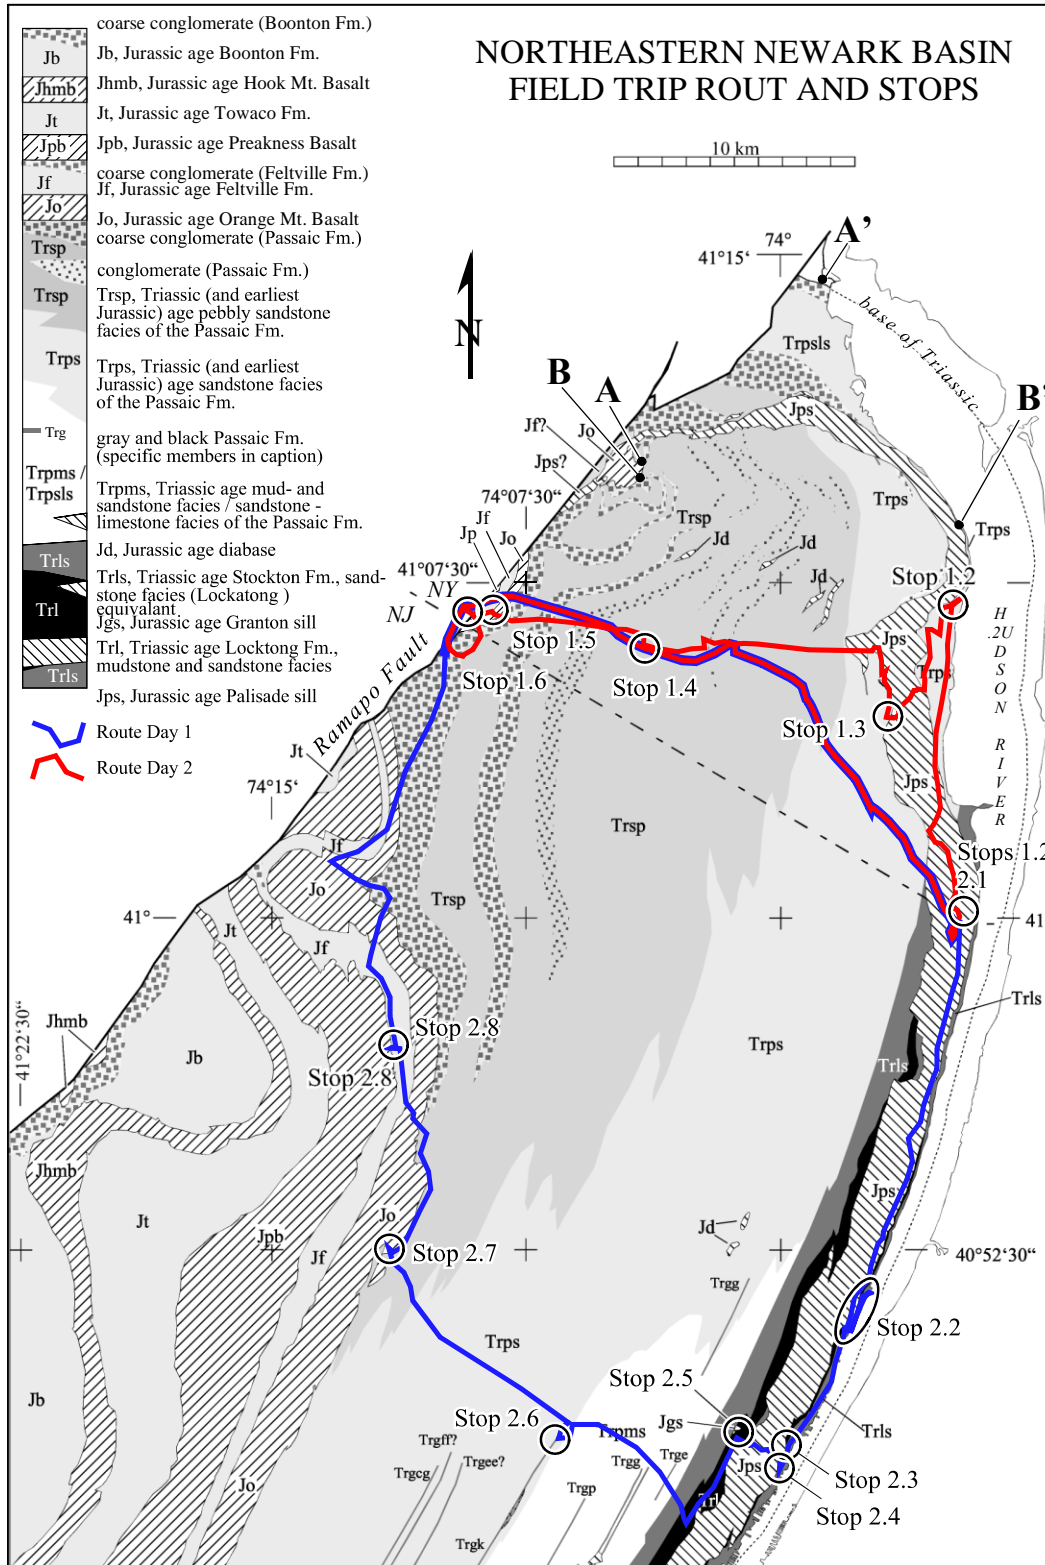 NORTHEASTERN NEWARK BASIN
FIELD TRIP ROUT AND STOPS
10 km
coarse conglomerate (Boonton Fm.)
Jb
Jb, Jurassic age Boonton Fm.
Jhmb
Jhmb, Jurassic age Hook Mt. Basalt
Jt
Jt, Jurassic age Towaco Fm.
Jpb
Jpb, Jurassic age Preakness Basalt
coarse conglomerate (Feltville Fm.)
Jf
Jf, Jurassic age Feltville Fm.
Jo
Jo, Jurassic age Orange Mt. Basalt
coarse conglomerate (Passaic Fm.)
Trsp
conglomerate (Passaic Fm.)
Trsp
Trsp, Triassic (and earliest
Jurassic) age pebbly sandstone
facies of the Passaic Fm.
Trps
Trps, Triassic (and earliest
Jurassic) age sandstone facies
of the Passaic Fm.
Trg
gray and black Passaic Fm.
(specific members in caption)
Trpms /
Trpsls
Trpms, Triassic age mud- and
sandstone facies / sandstone -
limestone facies of the Passaic Fm.
Jd, Jurassic age diabase
Trls
Trls, Triassic age Stockton Fm., sand-
stone facies (Lockatong )
equivalant
Trl
Jgs, Jurassic age Granton sill
Trl, Triassic age Locktong Fm.,
mudstone and sandstone facies
Trls
Jps, Jurassic age Palisade sill
Route Day 1
Route Day 2
N
A'
74°
41°15'
base of Triassic
Trpsls
B
A
B'
Jps
Jf?
Jo
Jps?
74°07'30"
Jf
Jp
Jo
Trsp
Trps
Trps
Jd
Jd
41°07'30"
NY
NJ
Stop 1.2
Jps
Trps
HUDSON RIVER
Stop 1.5
Stop 1.6
Stop 1.4
Stop 1.3
Ramapo Fault
Jt
74°15'
Jps
Trsp
Stops 1.2
2.1
Jf
Jo
Trsp
41°
41
Jt
Jf
Trls
41°22'30"
Jhmb
Jb
Stop 2.8
Stop 2.8
Trps
Trls
Jhmb
Jt
Jpb
Jf
Jo
Jps
Stop 2.7
Jd
40°52'30"
Trgg
Stop 2.2
Trps
Stop 2.5
Jb
Stop 2.6
Jgs
Trpms
Trls
Trgff?
Trgee?
Trgcg
Trgg
Trge
Jps
Stop 2.3
Jo
Trgp
Trl
Stop 2.4
Trgk